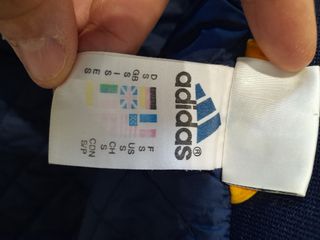 adidas®
D S F S
GB S US S
I S CH S
E S CDN S/P